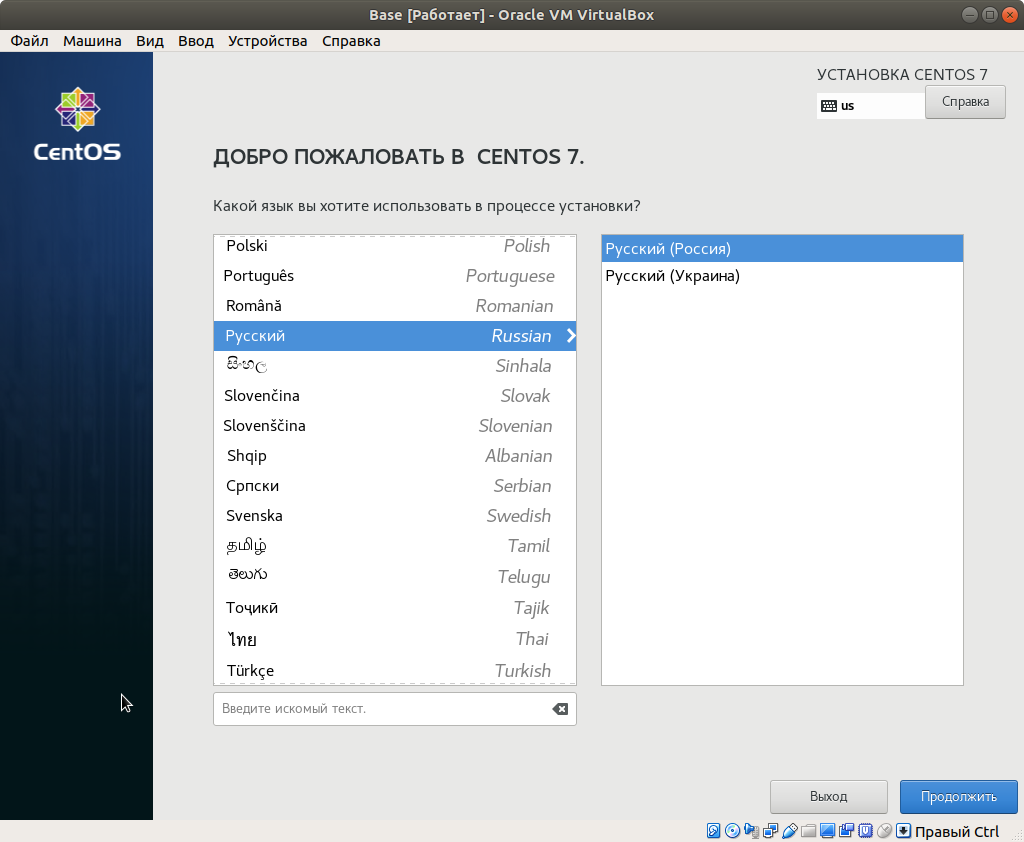 Base [Работает] - Oracle VM VirtualBox
Файл Машина Вид Ввод Устройства Справка
CentOS
УСТАНОВКА CENTOS 7
us
Справка
ДОБРО ПОЖАЛОВАТЬ В CENTOS 7.
Какой язык вы хотите использовать в процессе установки?
Polski Polish
Português Portuguese
Română Romanian
Русский Russian
සිංහල Sinhala
Slovenčina Slovak
Slovenščina Slovenian
Shqip Albanian
Српски Serbian
Svenska Swedish
தமிழ் Tamil
తెలుగు Telugu
Тоҷикӣ Tajik
ไทย Thai
Türkçe Turkish
Русский (Россия)
Русский (Украина)
Введите искомый текст.
Выход
Продолжить
Правый Ctrl